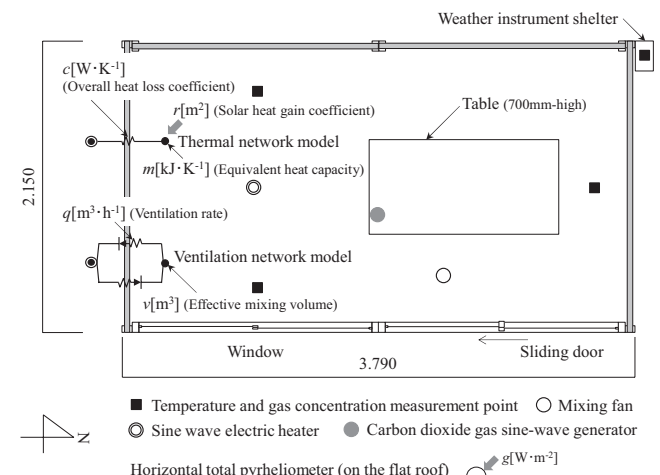 Weather instrument shelter
c[W·K-1]
(Overall heat loss coefficient)
r[m2] (Solar heat gain coefficient)
Table (700mm-high)
Thermal network model
m[kJ·K-1] (Equivalent heat capacity)
2.150
q[m3·h-1] (Ventilation rate)
Ventilation network model
v[m3] (Effective mixing volume)
Window
Sliding door
3.790
Temperature and gas concentration measurement point
Mixing fan
Sine wave electric heater
Carbon dioxide gas sine-wave generator
N
Horizontal total pyrheliometer (on the flat roof)
g[W·m-2]